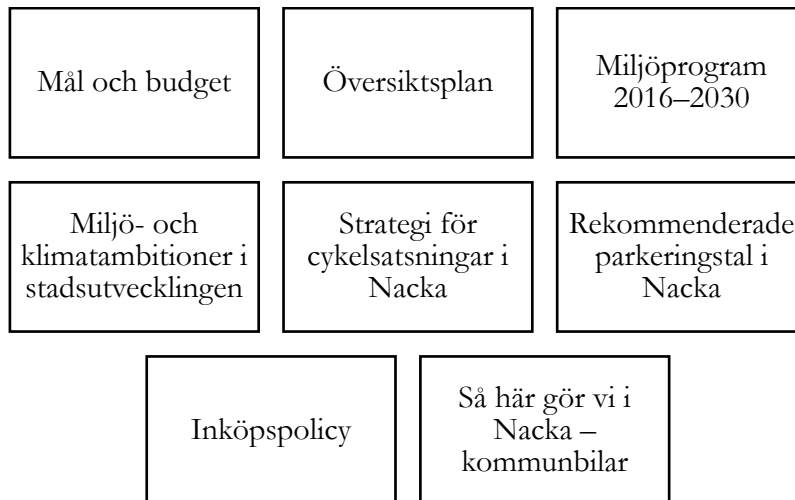 Mål och budget
Översiktsplan
Miljöprogram
2016–2030
Miljö- och
klimatambitioner i
stadsutvecklingen
Strategi för
cykelsatsningar i
Nacka
Rekommenderade
parkeringstal i
Nacka
Inköpspolicy
Så här gör vi i
Nacka –
kommunbilar